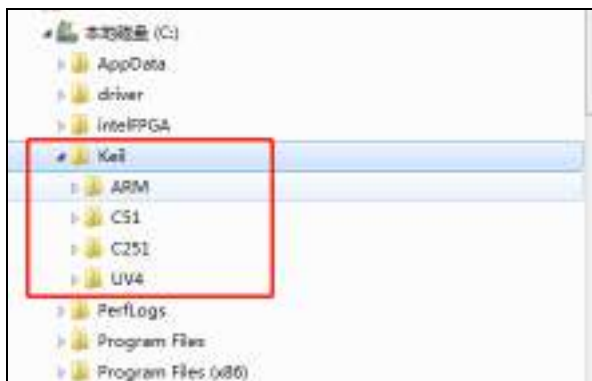 本地磁盘 (C:)
AppData
driver
intelFPGA
Keil
ARM
C51
C251
UV4
PerfLogs
Program Files
Program Files (x86)